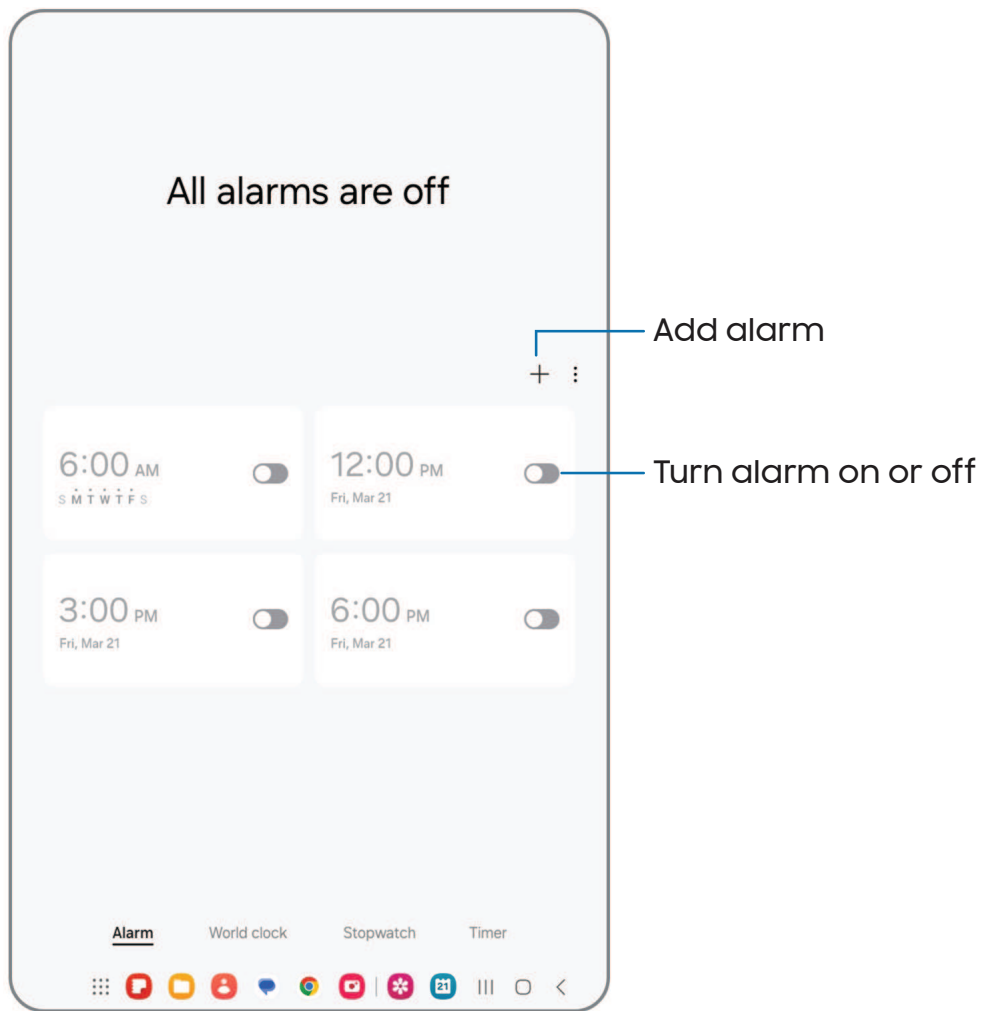 All alarms are off
Add alarm
6:00 AM
S M T W T F S
12:00 PM
Fri, Mar 21
Turn alarm on or off
3:00 PM
Fri, Mar 21
6:00 PM
Fri, Mar 21
Alarm World clock Stopwatch Timer
21